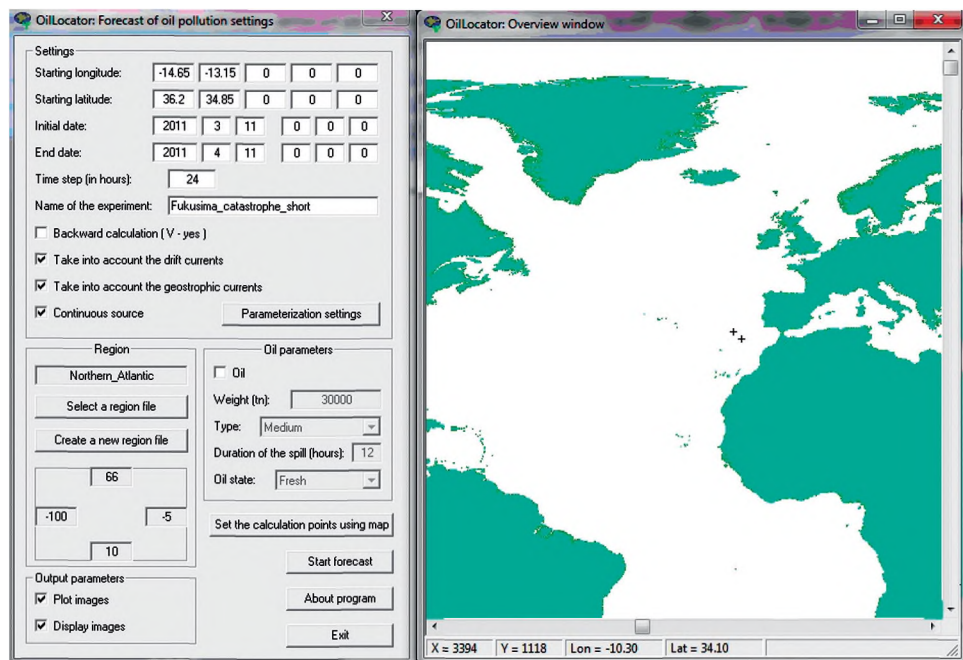 OilLocator: Forecast of oil pollution settings
Settings
Starting longitude: -14.65 -13.15 0 0 0
Starting latitude: 36.2 34.85 0 0 0
Initial date: 2011 3 11 0 0 0
End date: 2011 4 11 0 0 0
Time step (in hours): 24
Name of the experiment: Fukusima_catastrophe_short
Backward calculation ( V - yes )
Take into account the drift currents
Take into account the geostrophic currents
Continuous source Parameterization settings
Region
Northern_Atlantic
Select a region file
Create a new region file
66
-100 -5
10
Oil parameters
Oil
Weight (tn): 30000
Type: Medium
Duration of the spill (hours): 12
Oil state: Fresh
Set the calculation points using map
Start forecast
About program
Exit
Output parameters
Plot images
Display images
OilLocator: Overview window
X = 3394 Y = 1118 Lon = -10.30 Lat = 34.10